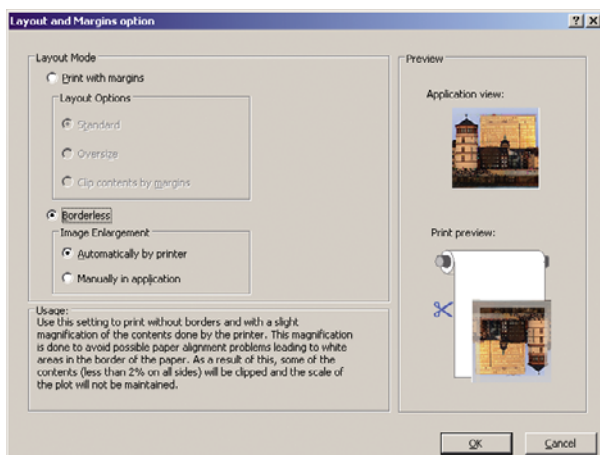 Layout and Margins option
Layout Mode
Print with margins
Layout Options
Standard
Oversize
Clip contents by margins
Borderless
Image Enlargement
Automatically by printer
Manually in application
Usage:
Use this setting to print without borders and with a slight
magnification of the contents done by the printer. This magnification
is done to avoid possible paper alignment problems leading to white
areas in the border of the paper. As a result of this, some of the
contents (less than 2% on all sides) will be clipped and the scale of
the plot will not be maintained.
Preview
Application view:
Print preview:
OK
Cancel